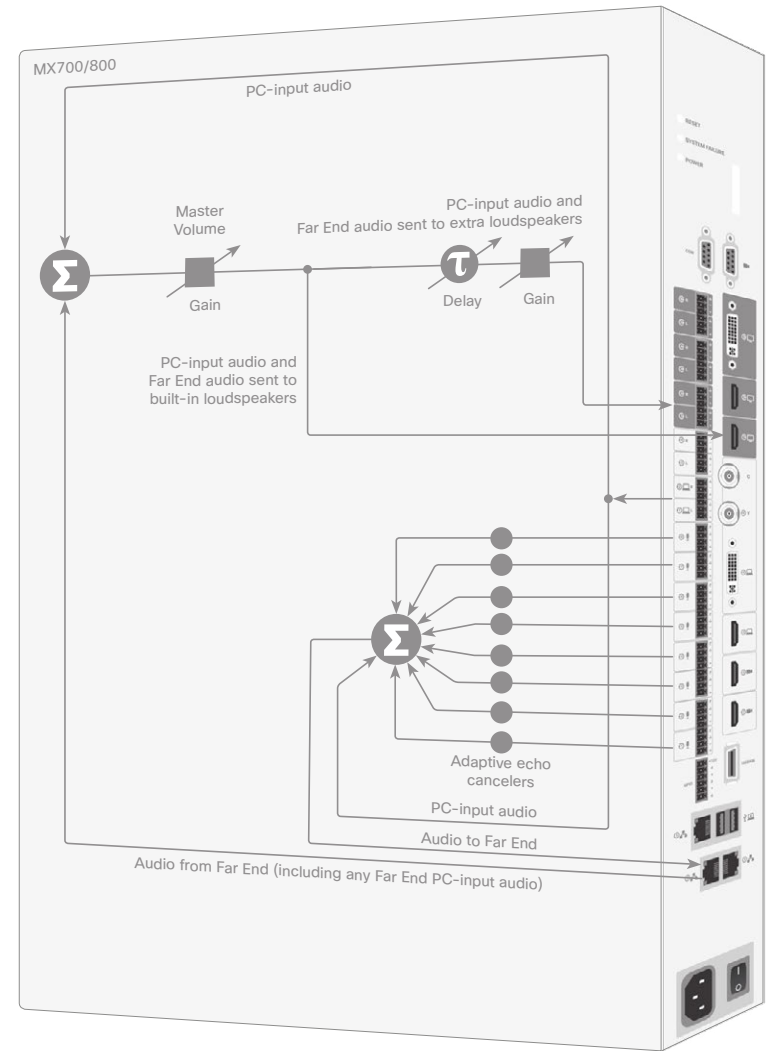 MX700/800
PC-input audio
RESET
SYSTEM FAILURE
POWER
Master
Volume
PC-input audio and
Far End audio sent to extra loudspeakers
Σ
τ
Gain
Delay
Gain
PC-input audio and
Far End audio sent to
built-in loudspeakers
Σ
Adaptive echo
cancelers
PC-input audio
Audio to Far End
Audio from Far End (including any Far End PC-input audio)